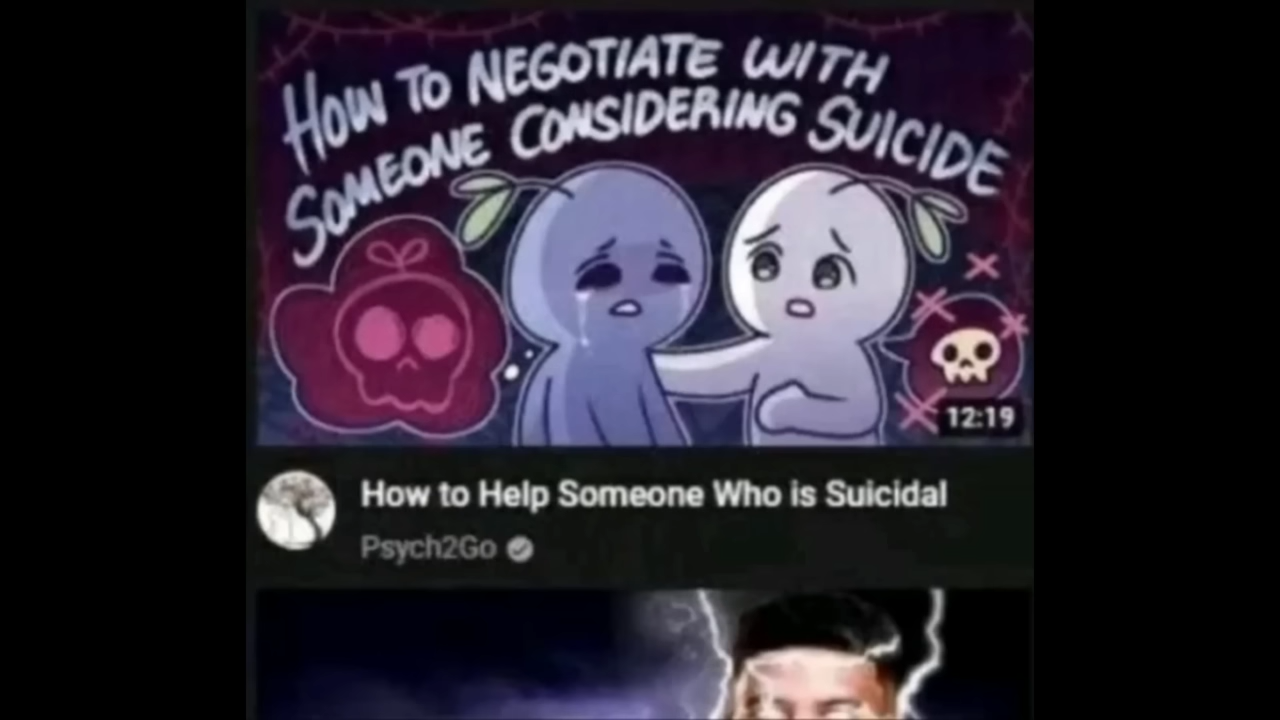 HOW TO NEGOTIATE WITH
SOMEONE CONSIDERING SUICIDE
12:19
How to Help Someone Who is Suicidal
Psych2Go